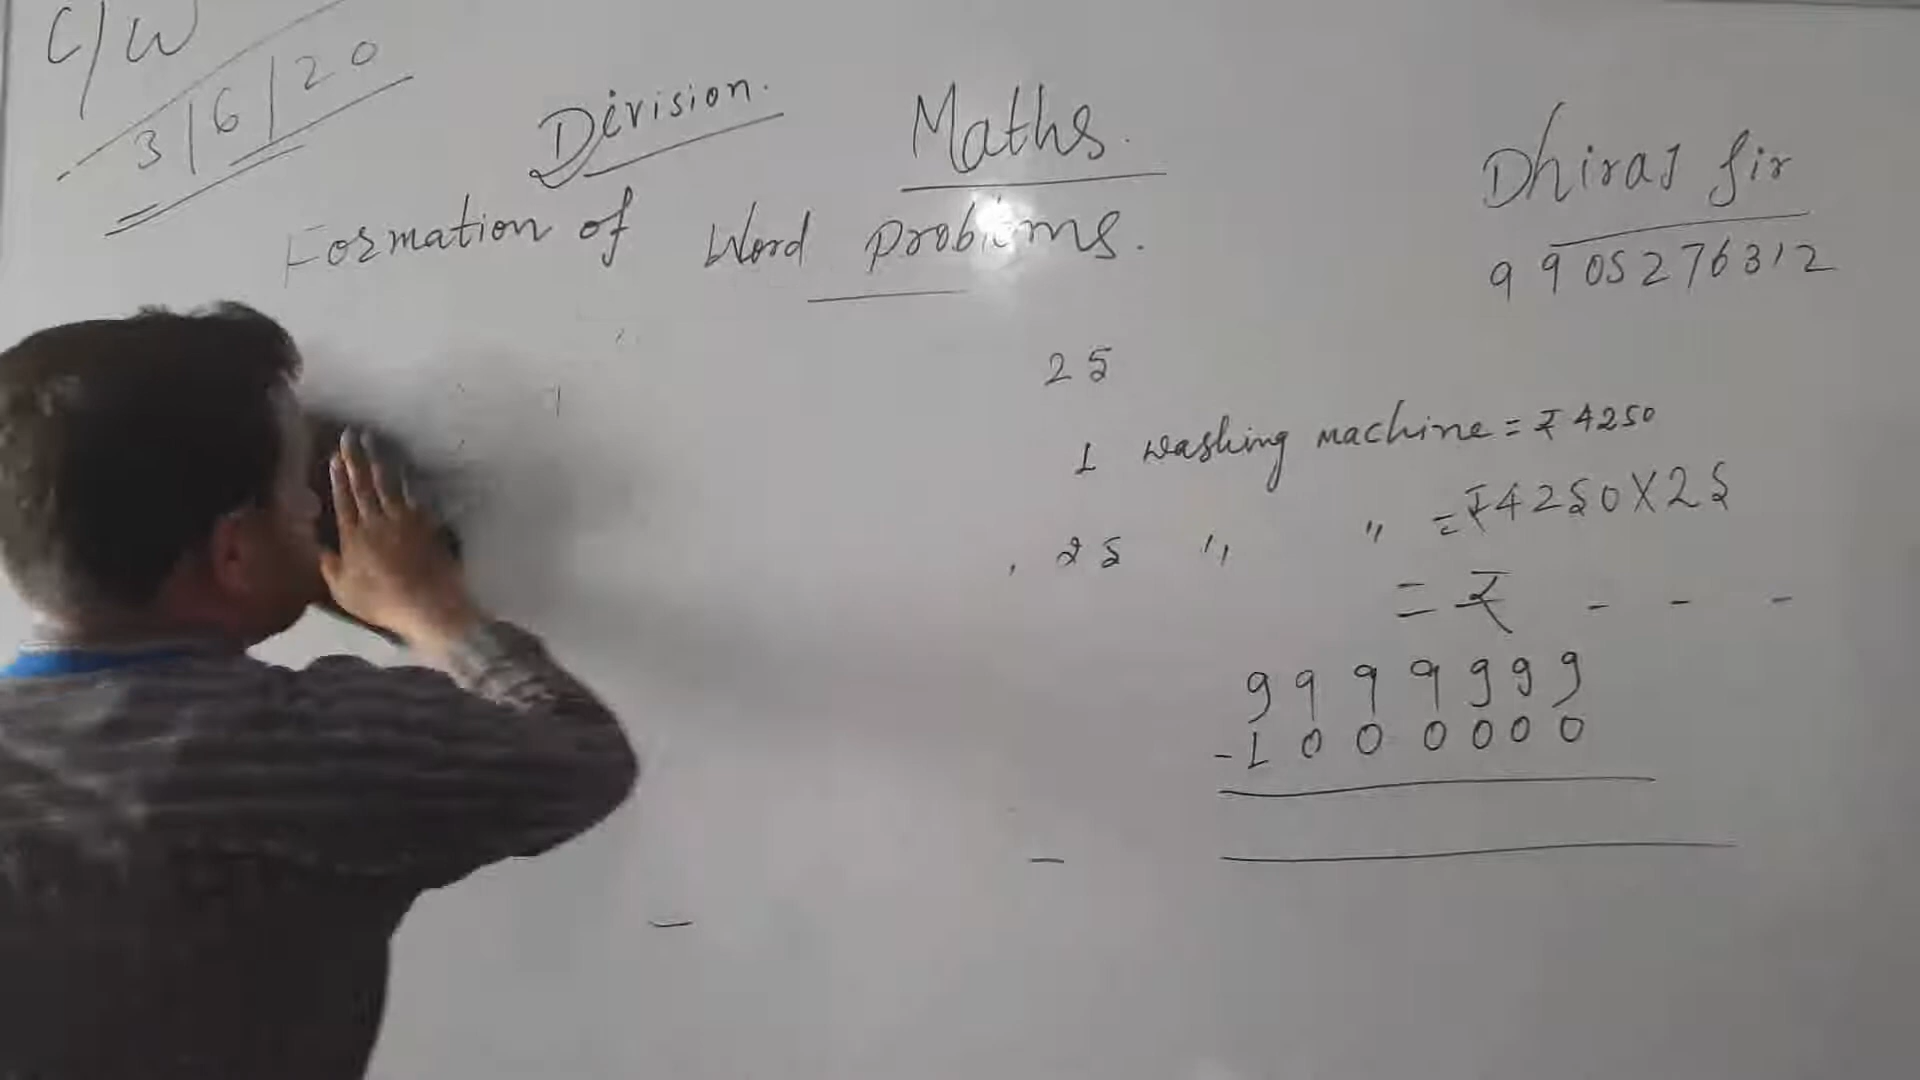 C/W
3/6/20
Division.
Maths.
Formation of Word problems.
Dhiraj Sir
9905276312
25
1 washing machine = ₹ 4250
25 " " = ₹ 4250 X 25
= ₹ - - -
9999999
-1000000